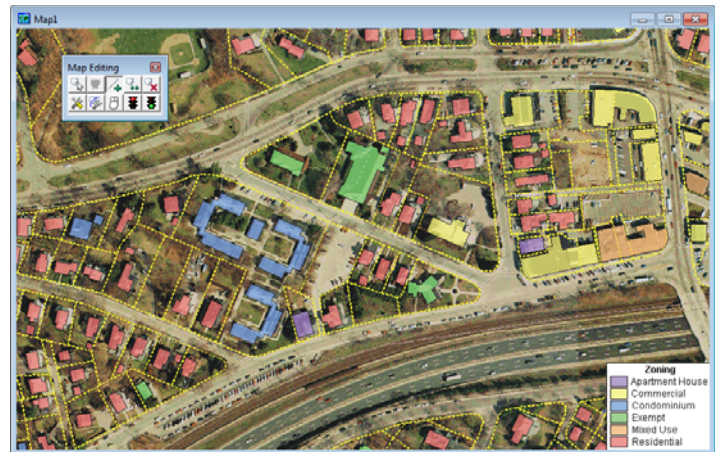 Map1
Map Editing
Zoning
Apartment House
Commercial
Condominium
Exempt
Mixed Use
Residential